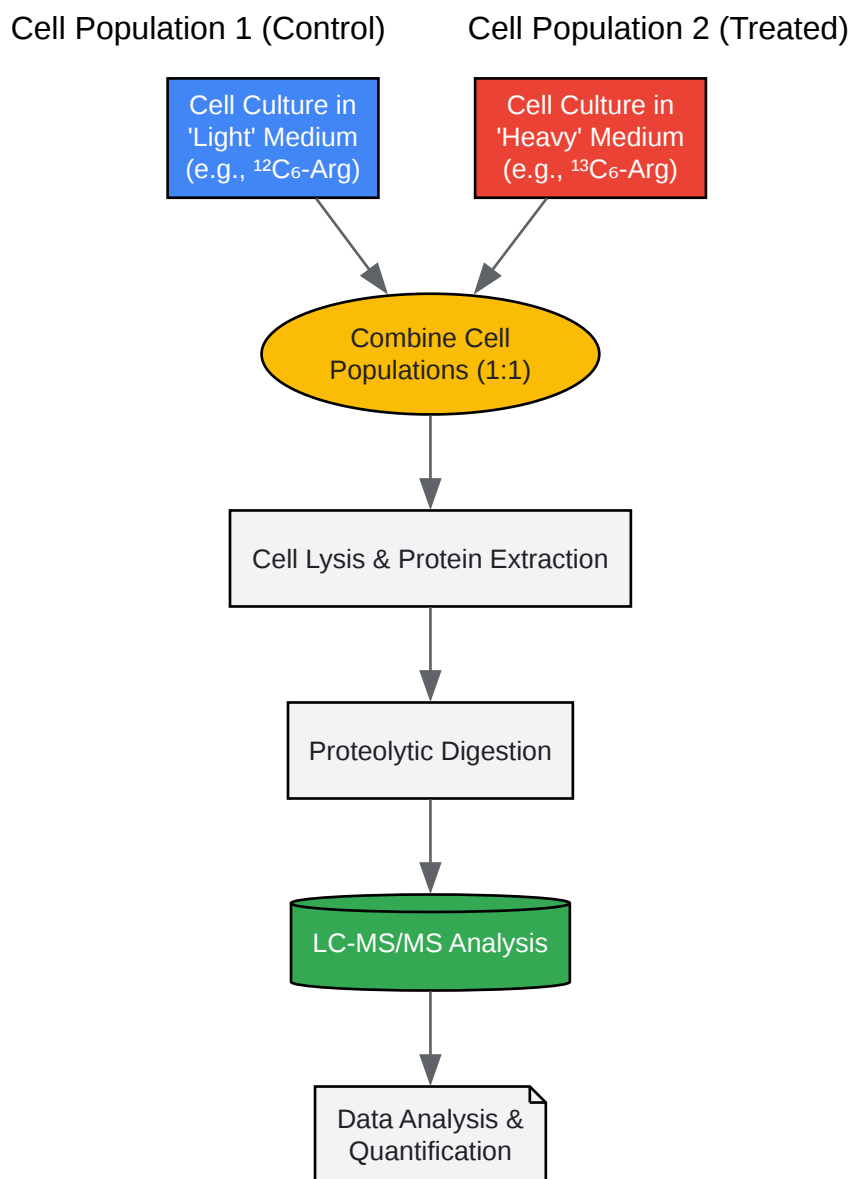 Cell Population 1 (Control)
Cell Population 2 (Treated)
Cell Culture in
'Light' Medium
(e.g., ¹²C₆-Arg)
Cell Culture in
'Heavy' Medium
(e.g., ¹³C₆-Arg)
Combine Cell
Populations (1:1)
Cell Lysis & Protein Extraction
Proteolytic Digestion
LC-MS/MS Analysis
Data Analysis &
Quantification